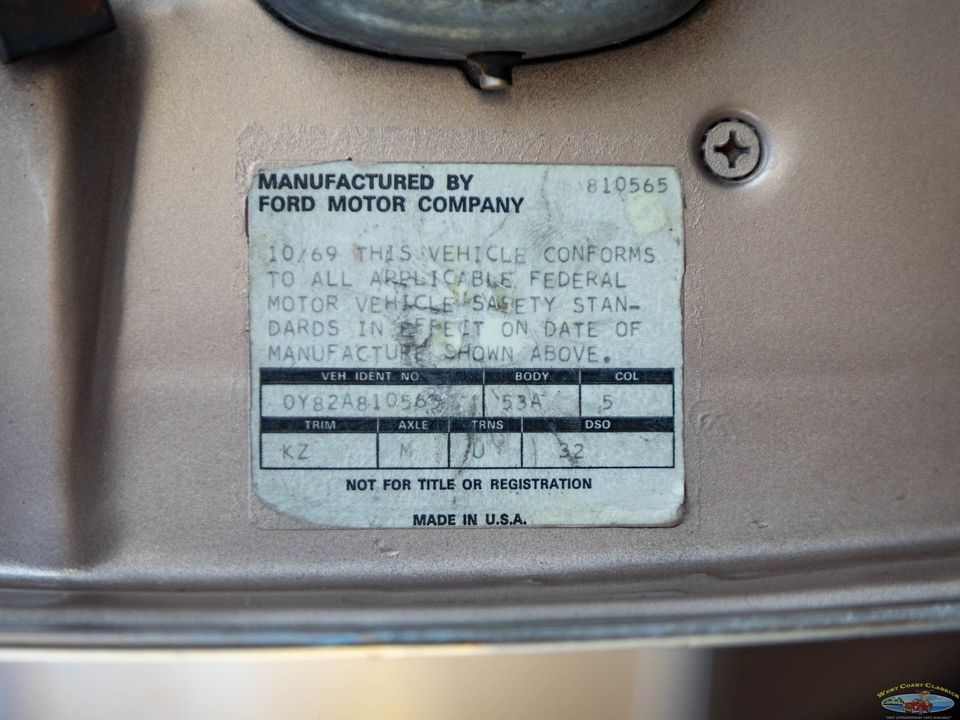 MANUFACTURED BY 810565
FORD MOTOR COMPANY
10/69 THIS VEHICLE CONFORMS
TO ALL APPLICABLE FEDERAL
MOTOR VEHICLE SAFETY STAN-
DARDS IN EFFECT ON DATE OF
MANUFACTURE SHOWN ABOVE.
VEH. IDENT. NO. BODY COL
0Y82A810565 53A 5
TRIM AXLE TRNS DSO
KZ M U 32
NOT FOR TITLE OR REGISTRATION
MADE IN U.S.A.
WEST COAST CLASSICS